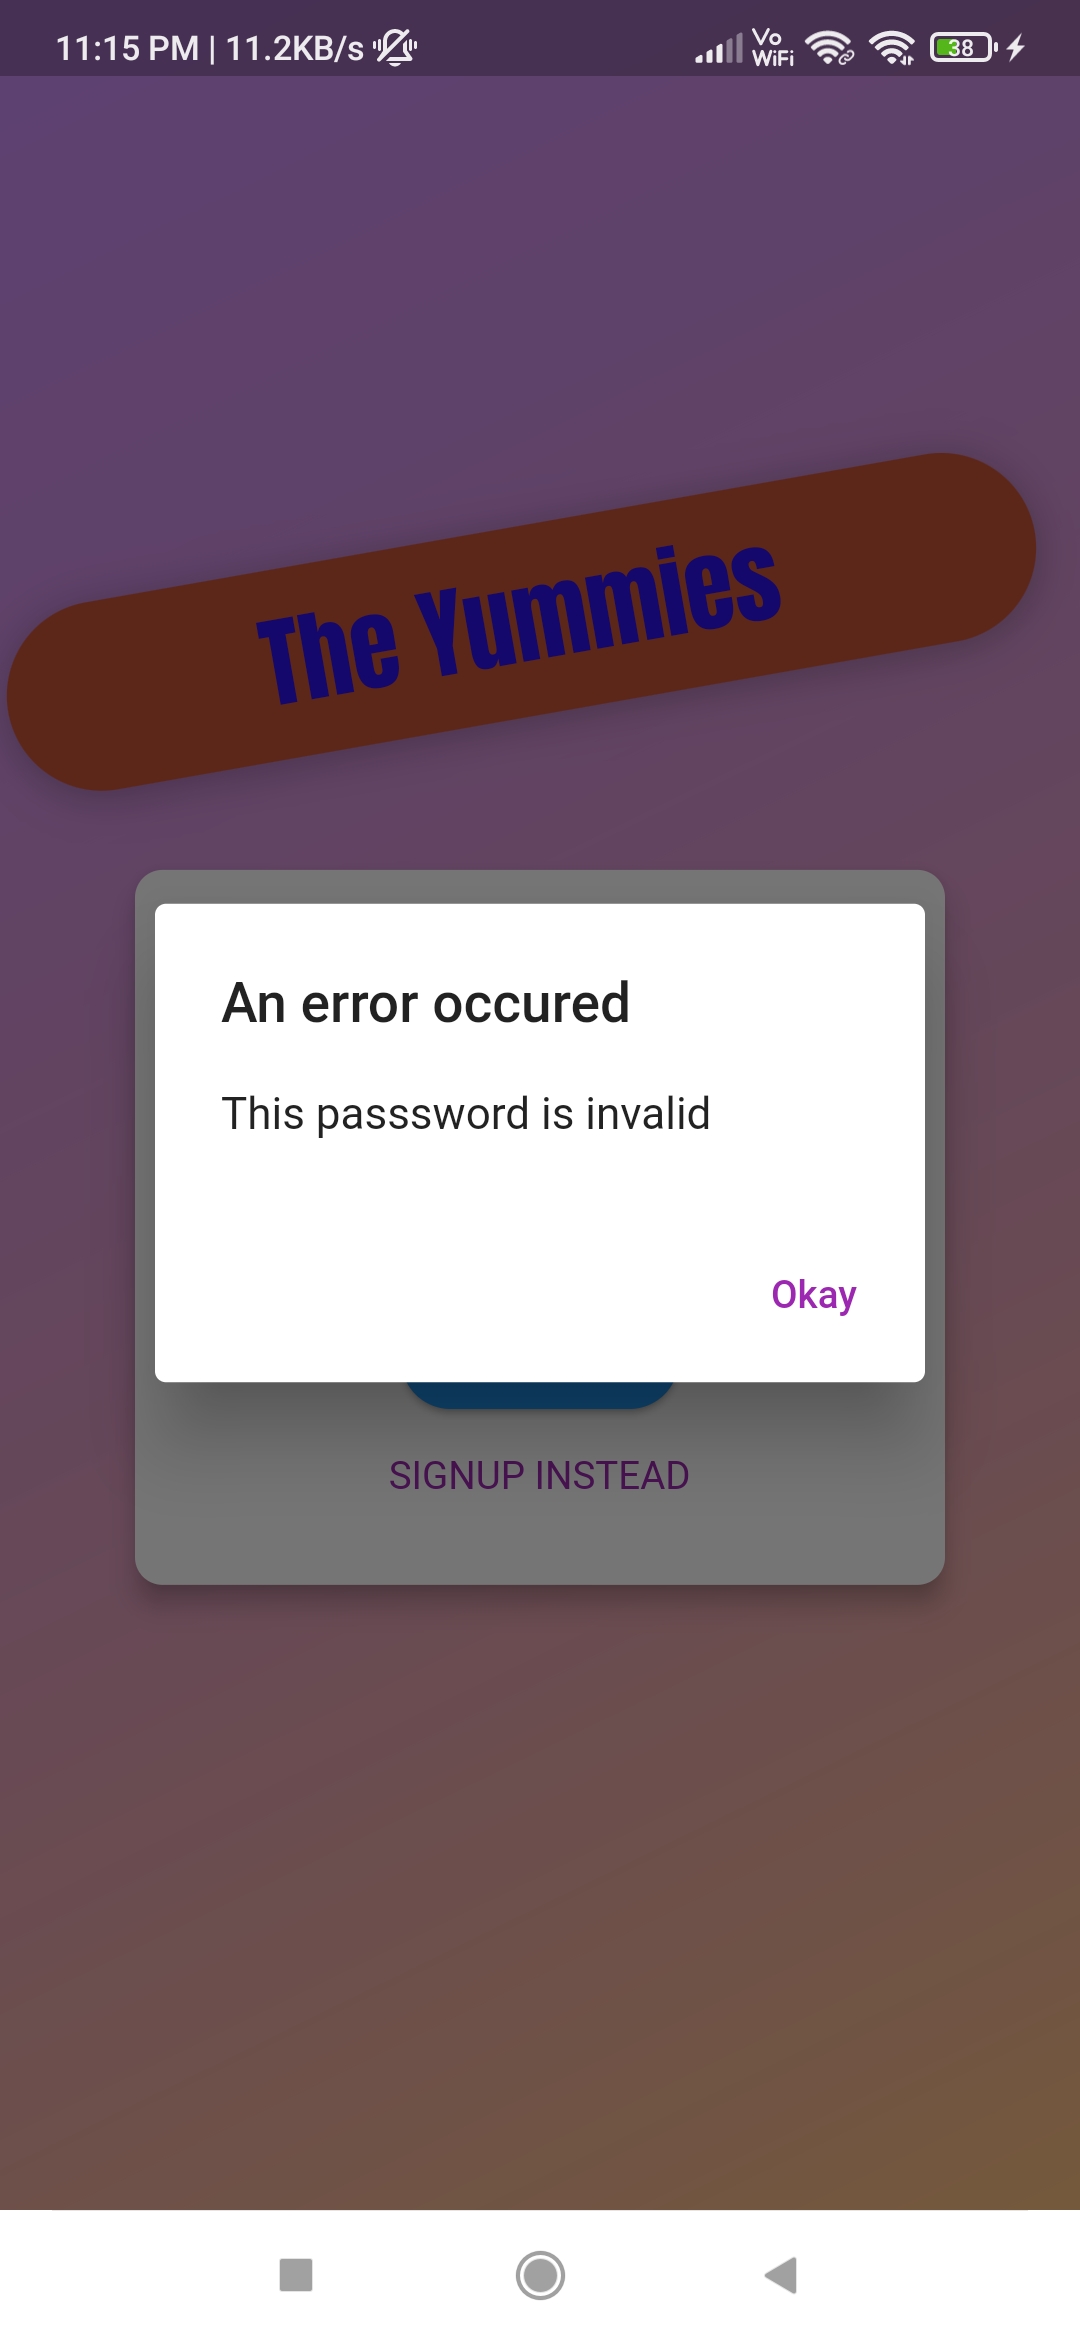 11:15 PM | 11.2KB/s
Vo
WiFi
38
The Yummies
An error occured
This passsword is invalid
Okay
SIGNUP INSTEAD